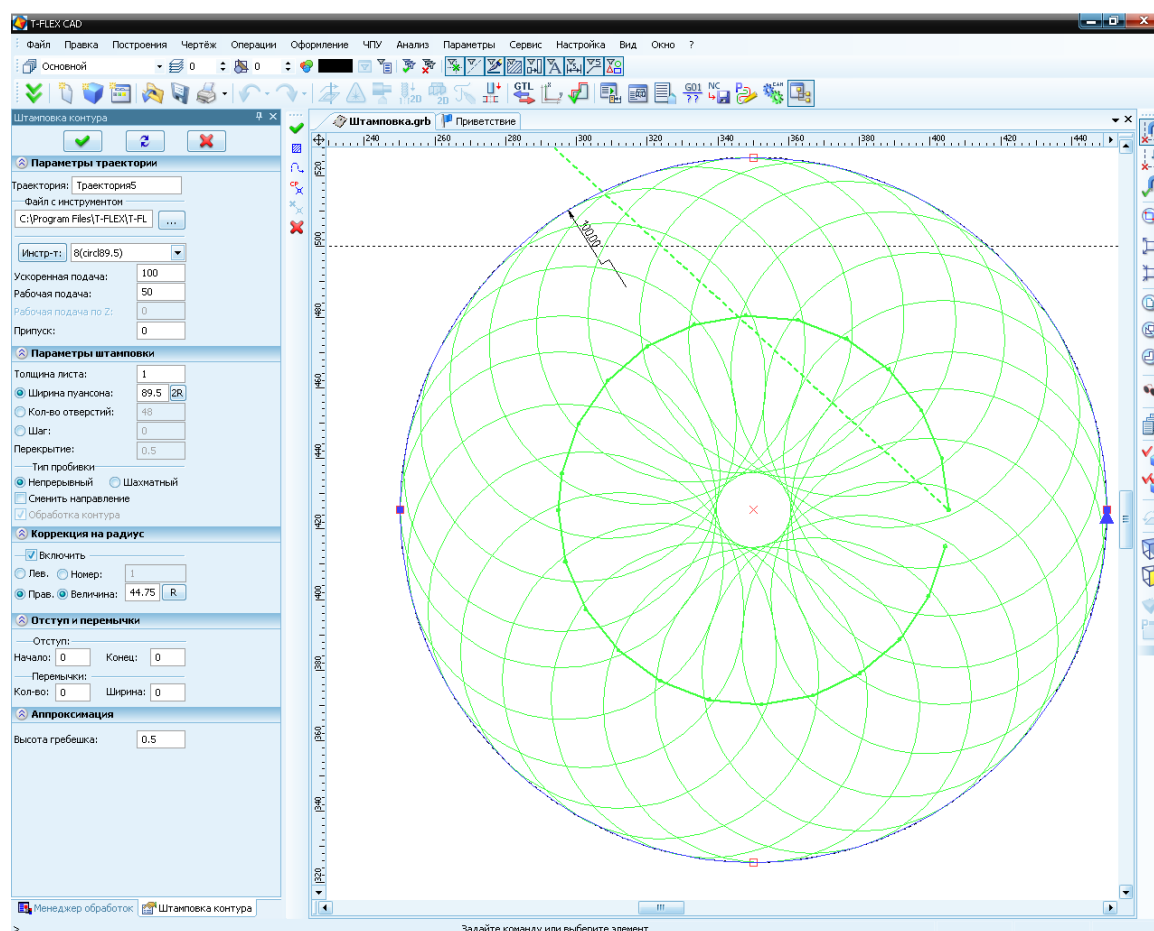 T-FLEX CAD
Файл Правка Построения Чертёж Операции Оформление ЧПУ Анализ Параметры Сервис Настройка Вид Окно ?
Основной 0 0
2D 2D GTL G01 ?? NC
Штамповка контура
Штамповка.grb Приветствие
240 260 280 300 320 340 360 380 400 420 440
520
500
480
460
440
420
400
380
360
340
320
100.00
Параметры траектории
Траектория: Траектория5
Файл с инструментом
C:\Program Files\T-FLEX\T-FL ...
Инстр-т: 8(circl89.5)
Ускоренная подача: 100
Рабочая подача: 50
Рабочая подача по Z: 0
Припуск: 0
Параметры штамповки
Толщина листа: 1
Ширина пуансона: 89.5 2R
Кол-во отверстий: 48
Шаг: 0
Перекрытие: 0.5
Тип пробивки
Непрерывный Шахматный
Сменить направление
Обработка контура
Коррекция на радиус
Включить
Лев. Номер: 1
Прав. Величина: 44.75 R
Отступ и перемычки
Отступ:
Начало: 0 Конец: 0
Перемычки:
Кол-во: 0 Ширина: 0
Аппроксимация
Высота гребешка: 0.5
Менеджер обработок Штамповка контура
> Задайте команду или выберите элемент